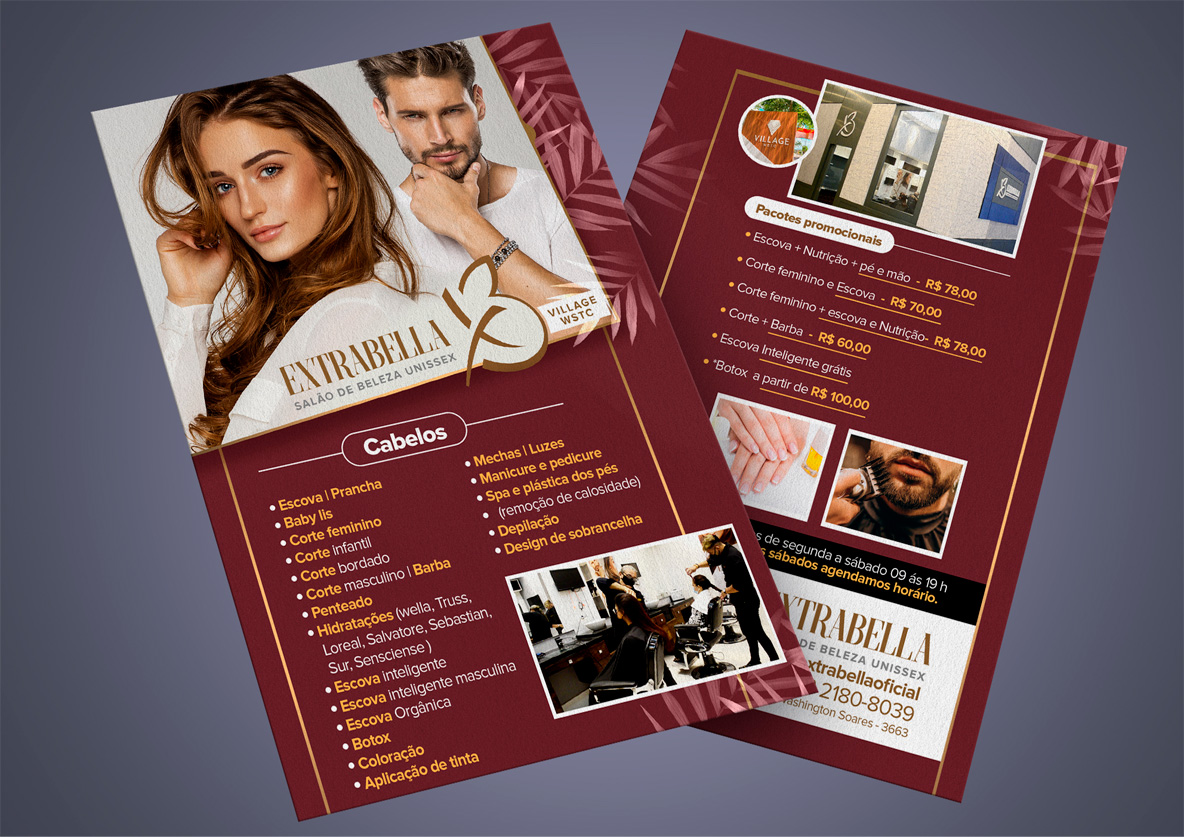 EXTRABELLA
SALÃO DE BELEZA UNISSEX
VILLAGE
WSTC
Cabelos
Escova | Prancha
Baby lis
Corte feminino
Corte infantil
Corte bordado
Corte masculino | Barba
Penteado
Hidratações (wella, Truss,
Loreal, Salvatore, Sebastian,
Sur, Sensciense )
Escova inteligente
Escova inteligente masculina
Escova Orgânica
Botox
Coloração
Aplicação de tinta
Mechas | Luzes
Manicure e pedicure
Spa e plástica dos pés
(remoção de calosidade)
Depilação
Design de sobrancelha
VILLAGE
WSTC
Pacotes promocionais
Escova + Nutrição + pé e mão - R$ 78,00
Corte feminino e Escova - R$ 70,00
Corte feminino + escova e Nutrição- R$ 78,00
Corte + Barba - R$ 60,00
Escova Inteligente grátis
*Botox a partir de R$ 100,00
s de segunda a sábado 09 ás 19 h
s sábados agendamos horário.
XTRABELLA
DE BELEZA UNISSEX
xtrabellaoficial
2180-8039
ashington Soares - 3663